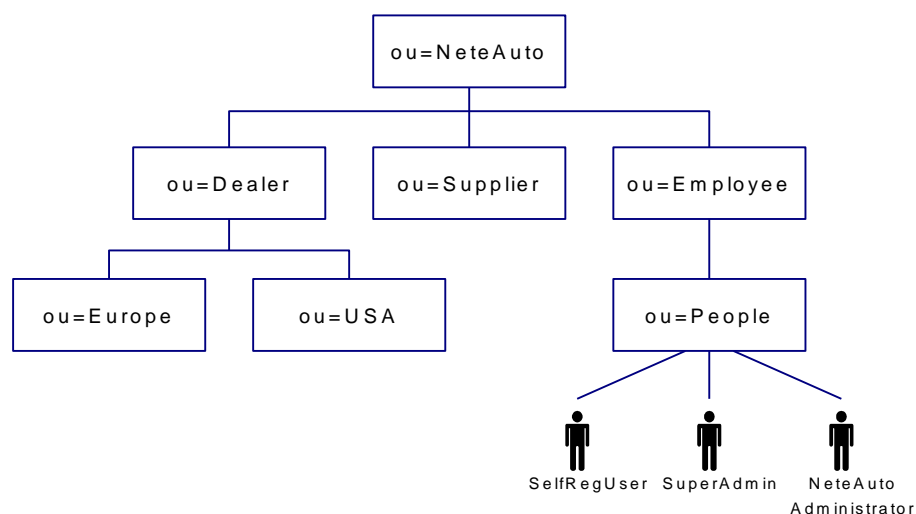 ou=NeteAuto
ou=Dealer
ou=Supplier
ou=Employee
ou=Europe
ou=USA
ou=People
SelfRegUser
SuperAdmin
NeteAuto
Administrator